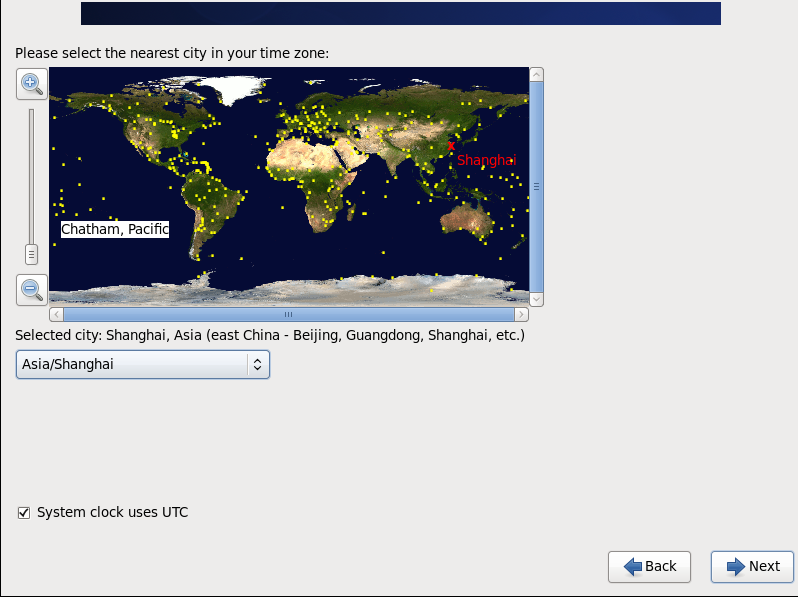 Please select the nearest city in your time zone:
Shanghai
Chatham, Pacific
Selected city: Shanghai, Asia (east China - Beijing, Guangdong, Shanghai, etc.)
Asia/Shanghai
System clock uses UTC
Back
Next